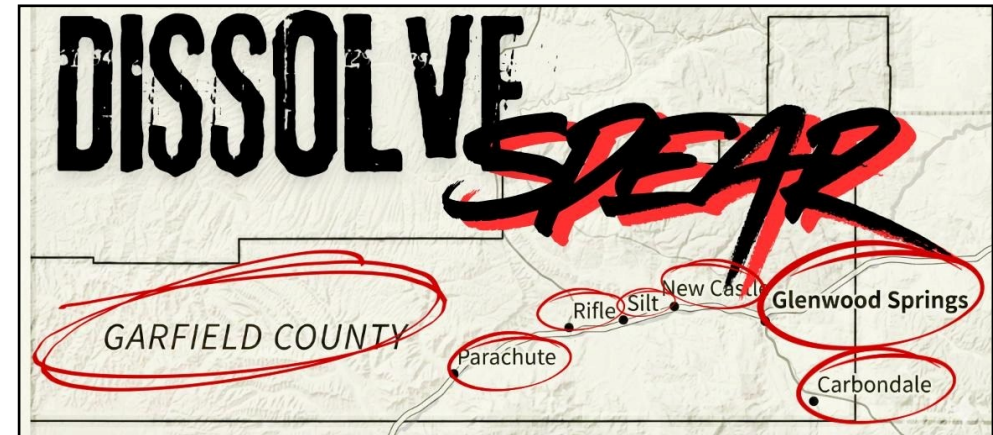 DISSOLVE
SPEAR
New Castle
Glenwood Springs
Silt
Rifle
GARFIELD COUNTY
Parachute
Carbondale